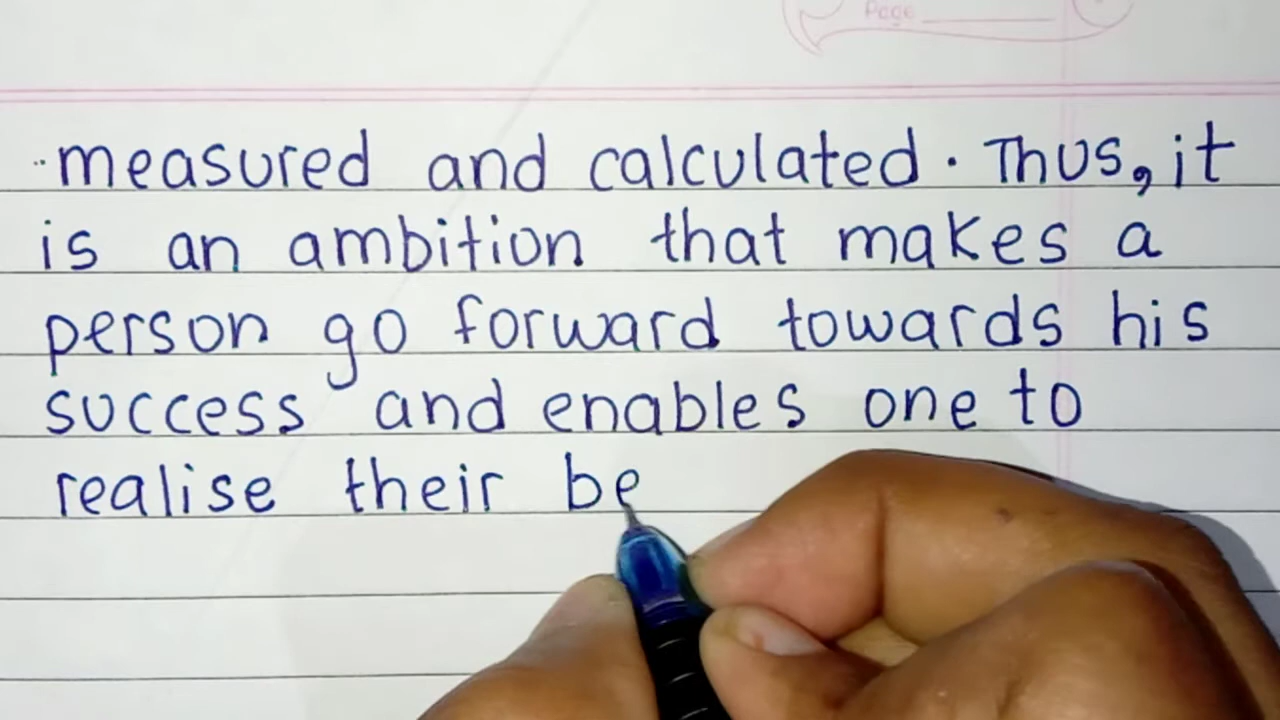 Page
measured and calculated. Thus, it
is an ambition that makes a
person go forward towards his
success and enables one to
realise their be